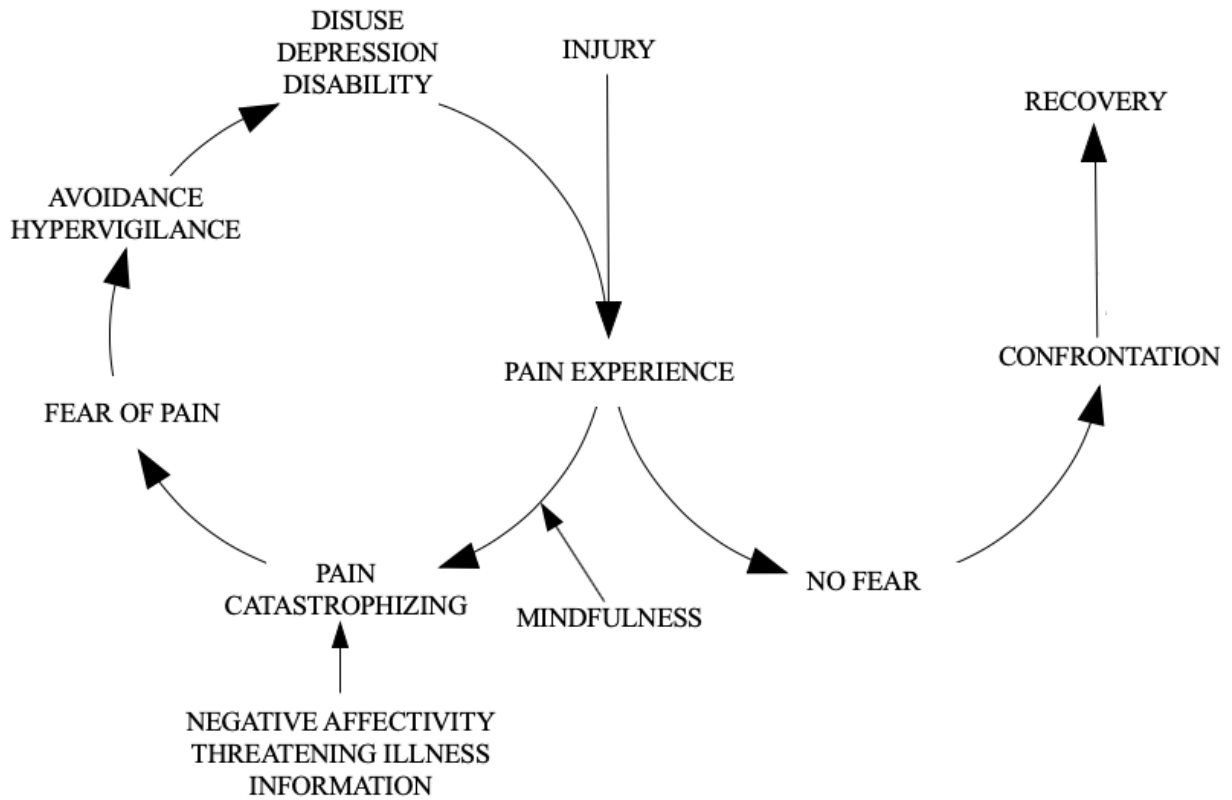 DISUSE
DEPRESSION
DISABILITY
INJURY
RECOVERY
AVOIDANCE
HYPERVIGILANCE
PAIN EXPERIENCE
CONFRONTATION
FEAR OF PAIN
PAIN
CATASTROPHIZING
MINDFULNESS
NO FEAR
NEGATIVE AFFECTIVITY
THREATENING ILLNESS
INFORMATION